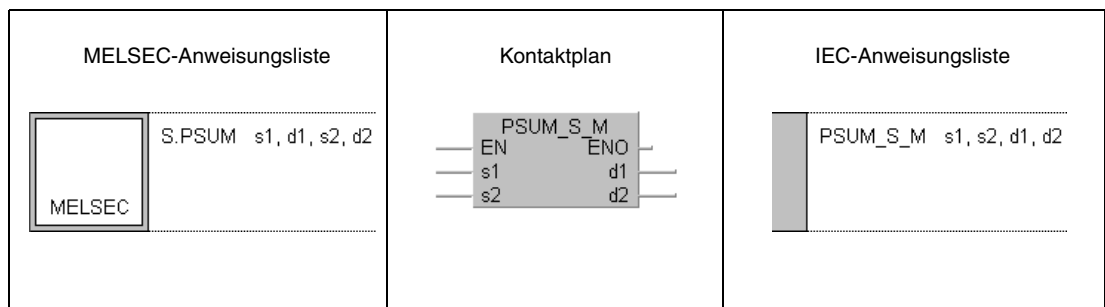 MELSEC-Anweisungsliste
S.PSUM s1, d1, s2, d2
MELSEC
Kontaktplan
PSUM_S_M
EN ENO
s1 d1
s2 d2
IEC-Anweisungsliste
PSUM_S_M s1, s2, d1, d2